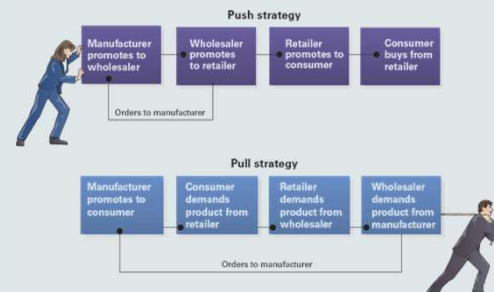 Push strategy
Manufacturer
promotes to
wholesaler
Wholesaler
promotes
to retailer
Retailer
promotes to
consumer
Consumer
buys from
retailer
Orders to manufacturer
Pull strategy
Manufacturer
promotes to
consumer
Consumer
demands
product from
retailer
Retailer
demands
product from
wholesaler
Wholesaler
demands
product from
manufacturer
Orders to manufacturer